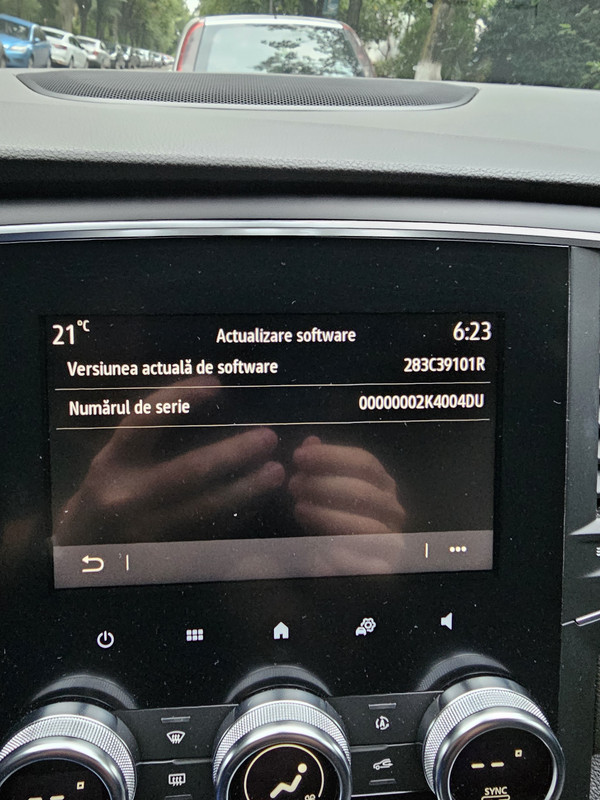 21°C Actualizare software 6:23
Versiunea actuală de software 283C39101R
Numărul de serie 00000002K4004DU
SYNC